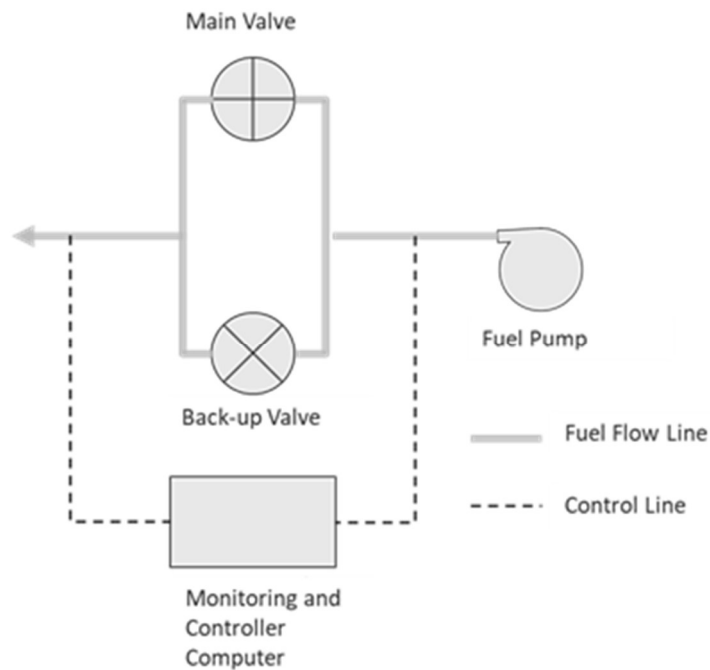 Main Valve
Fuel Pump
Back-up Valve
Fuel Flow Line
Control Line
Monitoring and
Controller
Computer